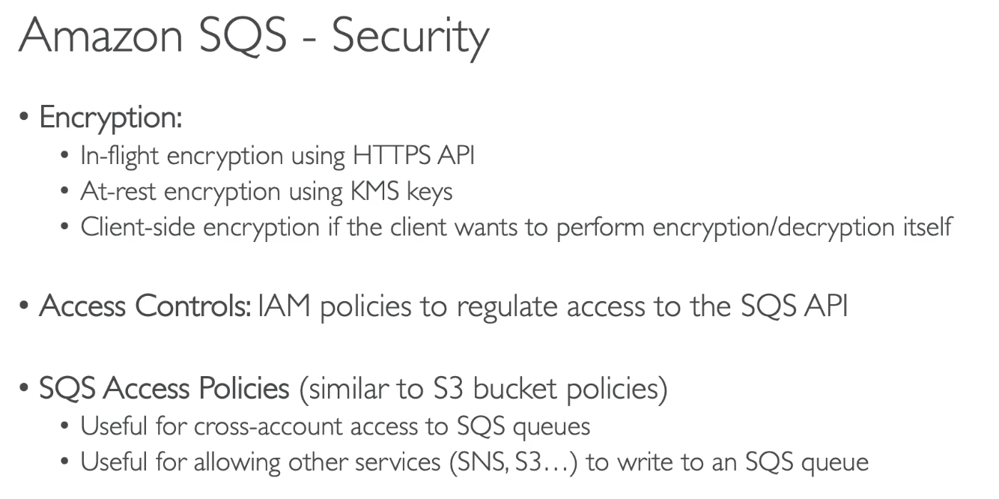 Amazon SQS - Security
• Encryption:
• In-flight encryption using HTTPS API
• At-rest encryption using KMS keys
• Client-side encryption if the client wants to perform encryption/decryption itself
• Access Controls: IAM policies to regulate access to the SQS API
• SQS Access Policies (similar to S3 bucket policies)
• Useful for cross-account access to SQS queues
• Useful for allowing other services (SNS, S3…) to write to an SQS queue